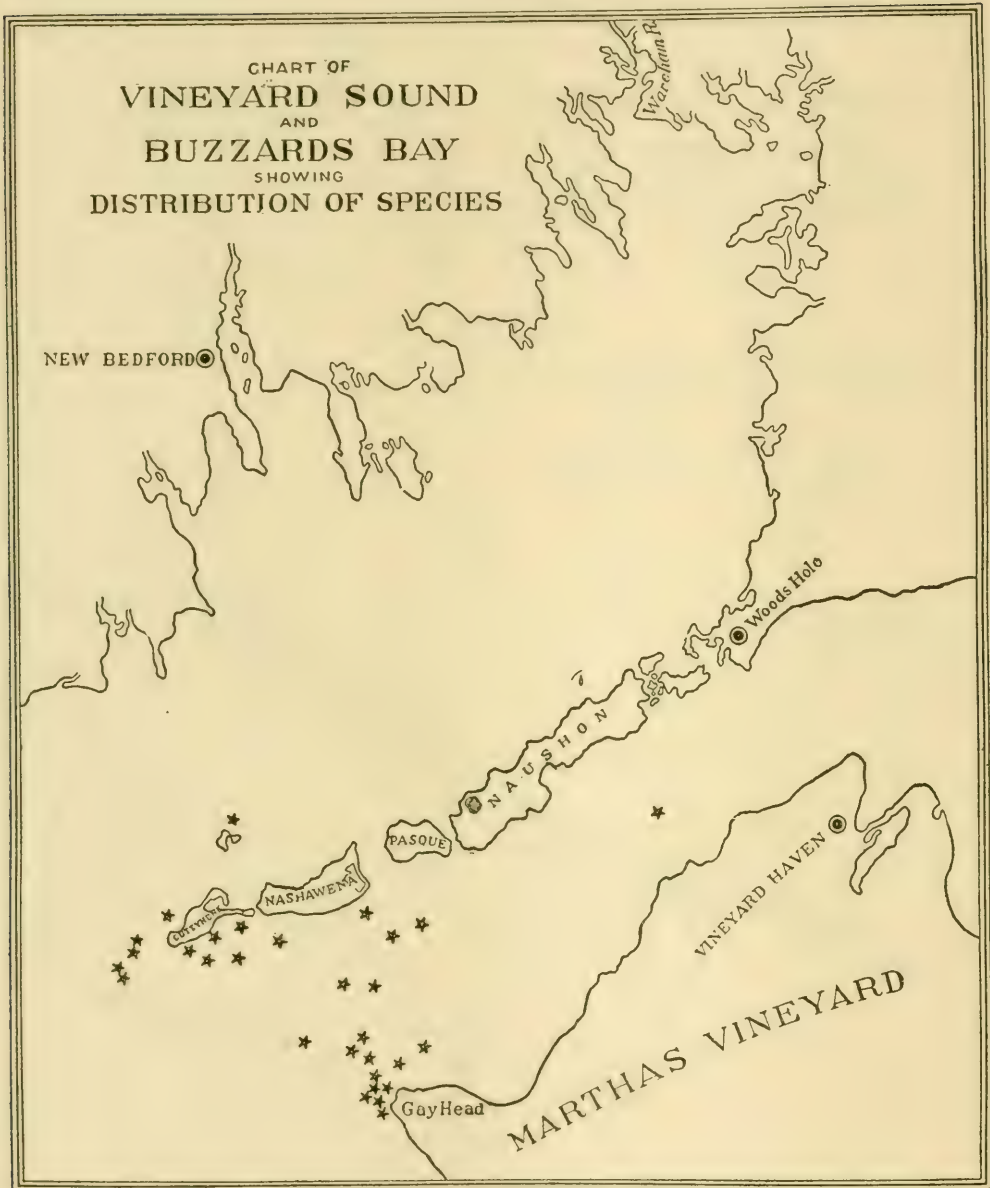 CHART OF
VINEYARD SOUND
AND
BUZZARDS BAY
SHOWING
DISTRIBUTION OF SPECIES
Wareham R.
NEW BEDFORD
Woods Hole
NAUSHON
PASQUE
NASHAWENA
CUTTYHUNK
VINEYARD HAVEN
MARTHAS VINEYARD
Gay Head